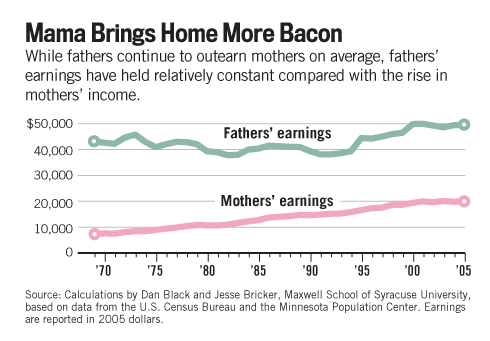 Mama Brings Home More Bacon
While fathers continue to outearn mothers on average, fathers'
earnings have held relatively constant compared with the rise in
mothers' income.
$50,000
Fathers' earnings
40,000
30,000
Mothers' earnings
20,000
10,000
0
'70 '75 '80 '85 '90 '95 '00 '05
Source: Calculations by Dan Black and Jesse Bricker, Maxwell School of Syracuse University,
based on data from the U.S. Census Bureau and the Minnesota Population Center. Earnings
are reported in 2005 dollars.